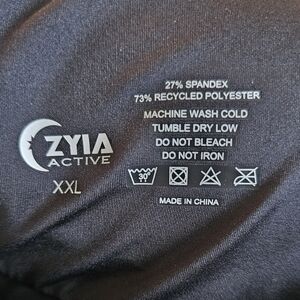 ZYIA
ACTIVE
XXL
27% SPANDEX
73% RECYCLED POLYESTER
MACHINE WASH COLD
TUMBLE DRY LOW
DO NOT BLEACH
DO NOT IRON
30°
MADE IN CHINA